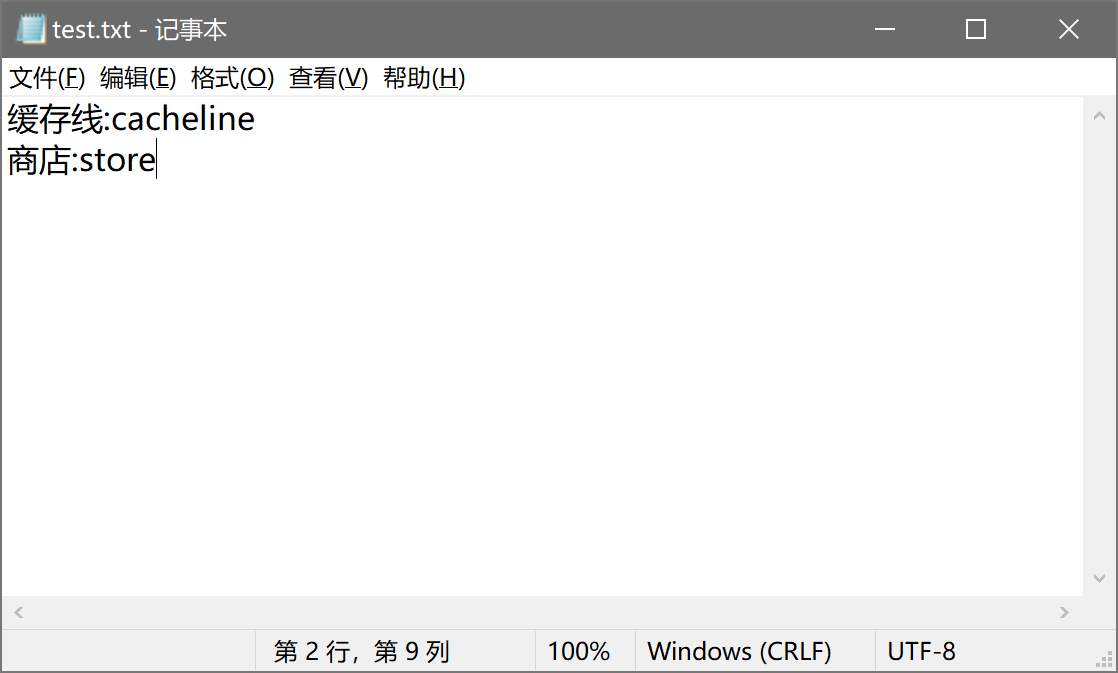 test.txt - 记事本
文件(F) 编辑(E) 格式(O) 查看(V) 帮助(H)
缓存线:cacheline
商店:store
第 2 行，第 9 列 100% Windows (CRLF) UTF-8